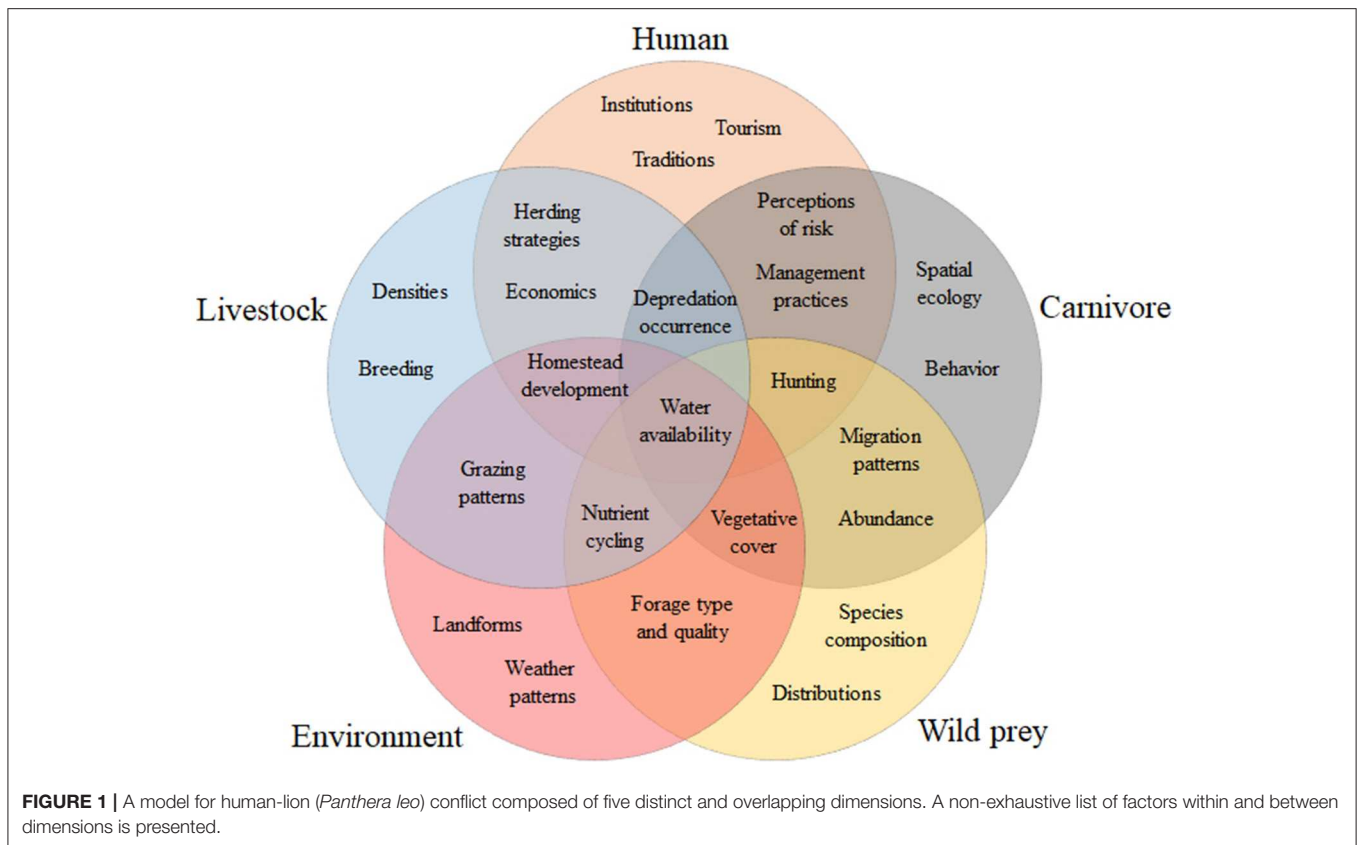 Human
Institutions
Tourism
Traditions
Herding
strategies
Perceptions
of risk
Livestock
Densities
Economics
Depredation
occurrence
Management
practices
Spatial
ecology
Carnivore
Breeding
Homestead
development
Hunting
Behavior
Water
availability
Migration
patterns
Grazing
patterns
Nutrient
cycling
Vegetative
cover
Abundance
Landforms
Forage type
and quality
Species
composition
Weather
patterns
Distributions
Environment
Wild prey
FIGURE 1 | A model for human-lion (Panthera leo) conflict composed of five distinct and overlapping dimensions. A non-exhaustive list of factors within and between
dimensions is presented.